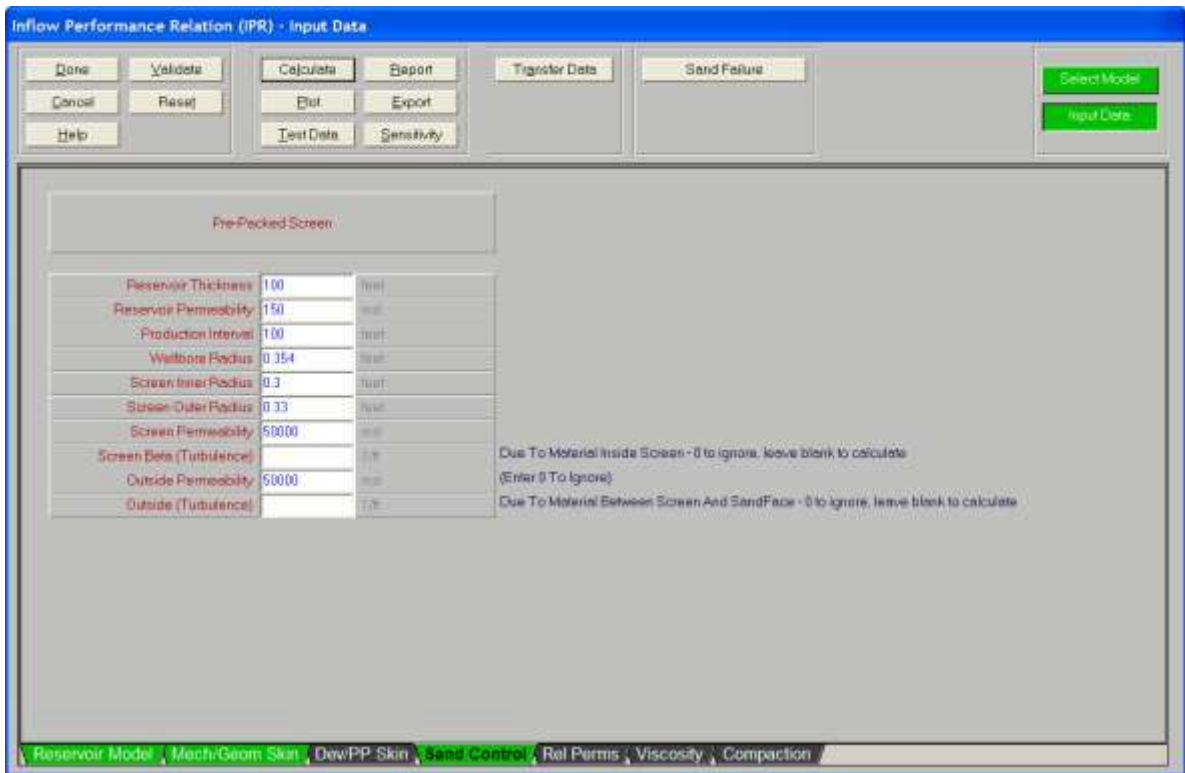 Inflow Performance Relation (IPR) - Input Data
Done Validate Calculate Report Transfer Data Sand Failure Select Model
Cancel Reset Plot Export Input Data
Help Test Data Sensitivity
Pre-Packed Screen
Reservoir Thickness 100 feet
Reservoir Permeability 150 md
Production Interval 100 feet
Wellbore Radius 0.354 feet
Screen Inner Radius 0.3 feet
Screen Outer Radius 0.33 feet
Screen Permeability 50000 md
Screen Beta (Turbulence) 1/ft Due To Material Inside Screen - 0 to ignore, leave blank to calculate
Outside Permeability 50000 md (Enter 0 To Ignore)
Outside (Turbulence) 1/ft Due To Material Between Screen And SandFace - 0 to ignore, leave blank to calculate
Reservoir Model Mech/Geom Skin Dev/PP Skin Sand Control Rel Perms Viscosity Compaction